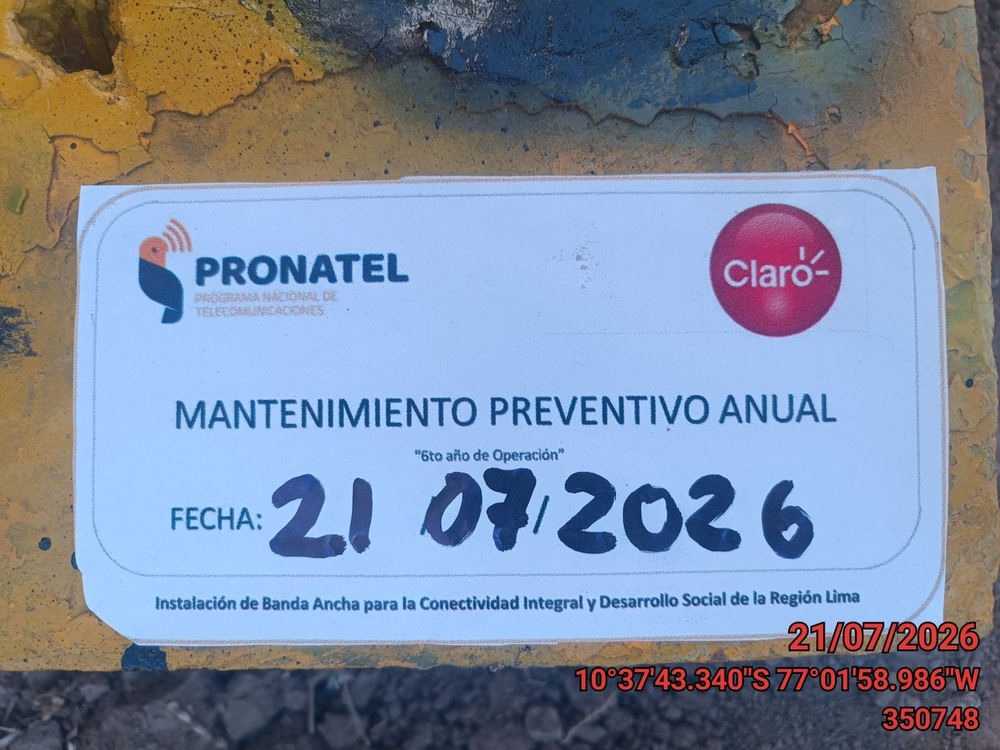 PRONATEL
PROGRAMA NACIONAL DE
TELECOMUNICACIONES
Claro
MANTENIMIENTO PREVENTIVO ANUAL
"6to año de Operación"
FECHA: 21/07/2026
Instalación de Banda Ancha para la Conectividad Integral y Desarrollo Social de la Región Lima
21/07/2026
10°37'43.340"S 77°01'58.986"W
350748